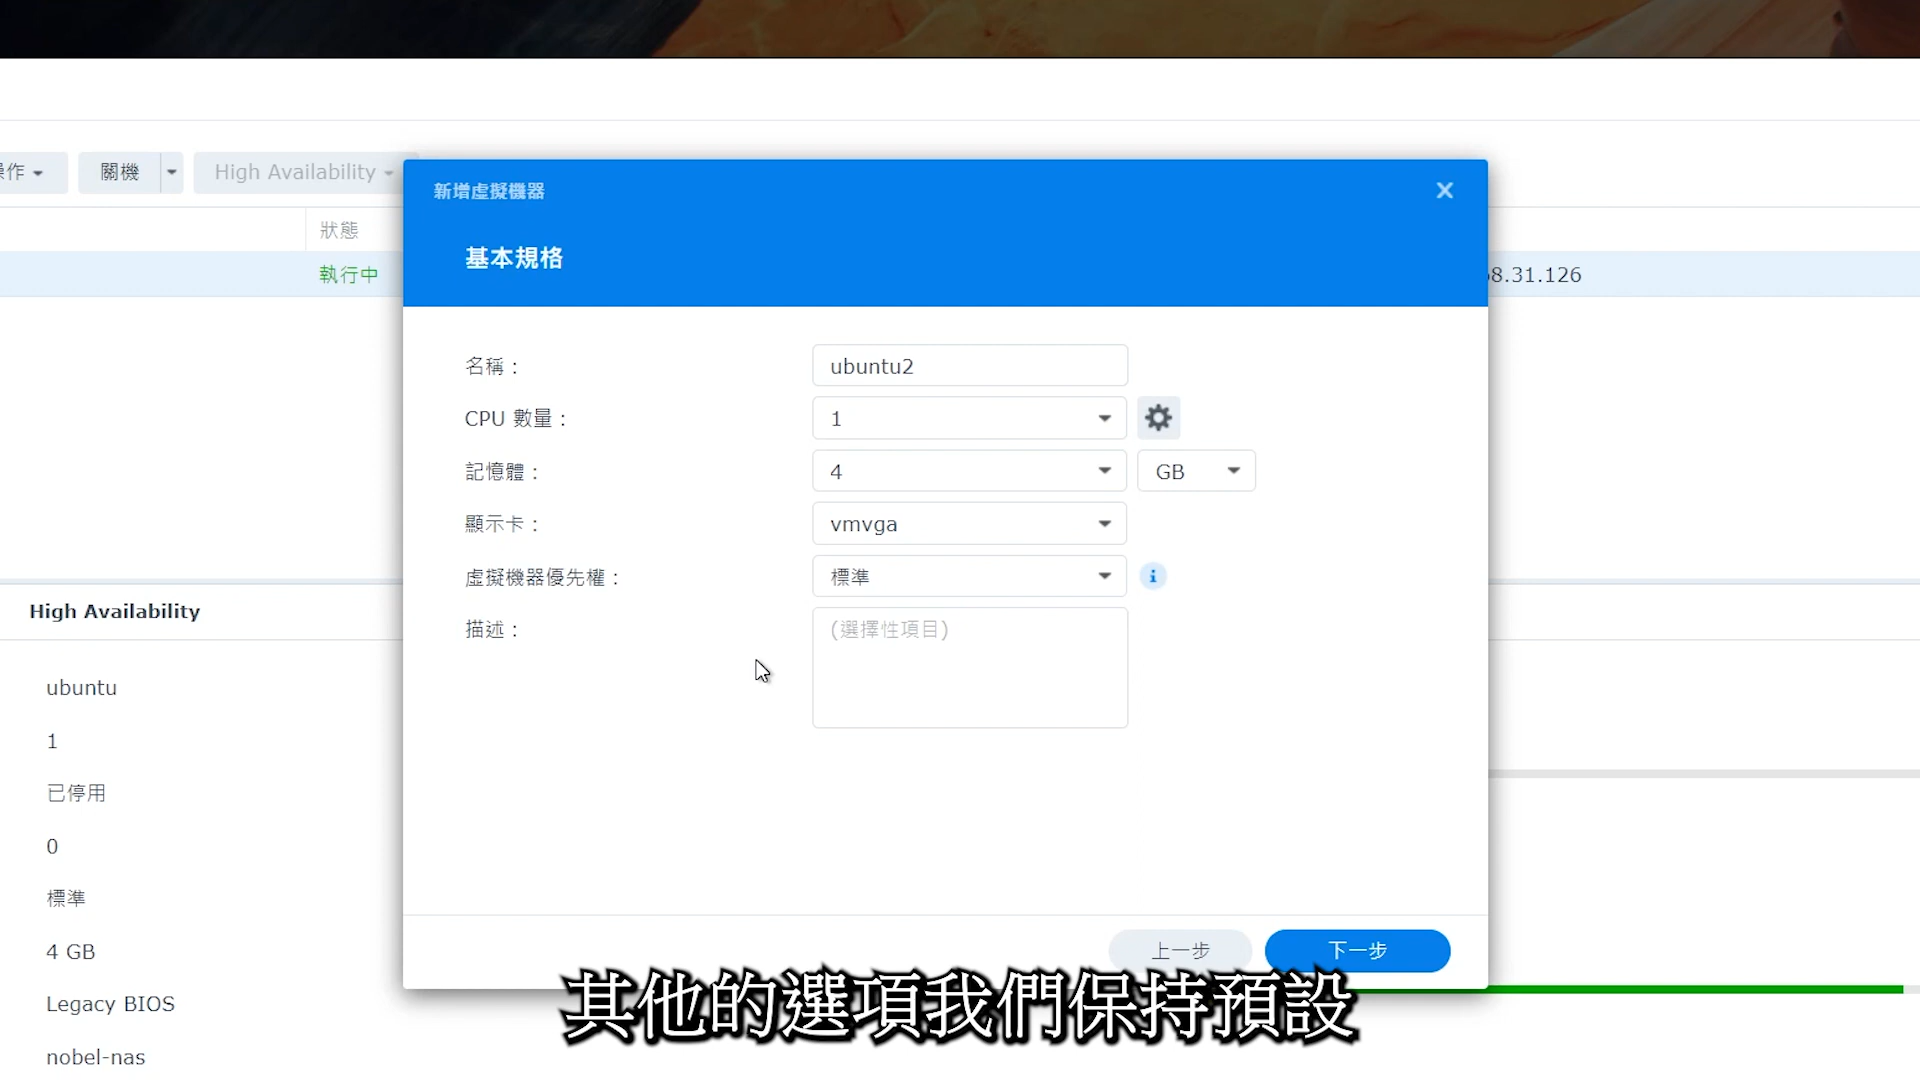 作
關機
High Availability
狀態
執行中
8.31.126
新增虛擬機器
基本規格
名稱：
ubuntu2
CPU 數量：
1
記憶體：
4
GB
顯示卡：
vmvga
虛擬機器優先權：
標準
描述：
(選擇性項目)
上一步
下一步
High Availability
ubuntu
1
已停用
0
標準
4 GB
Legacy BIOS
nobel-nas
其他的選項我們保持預設